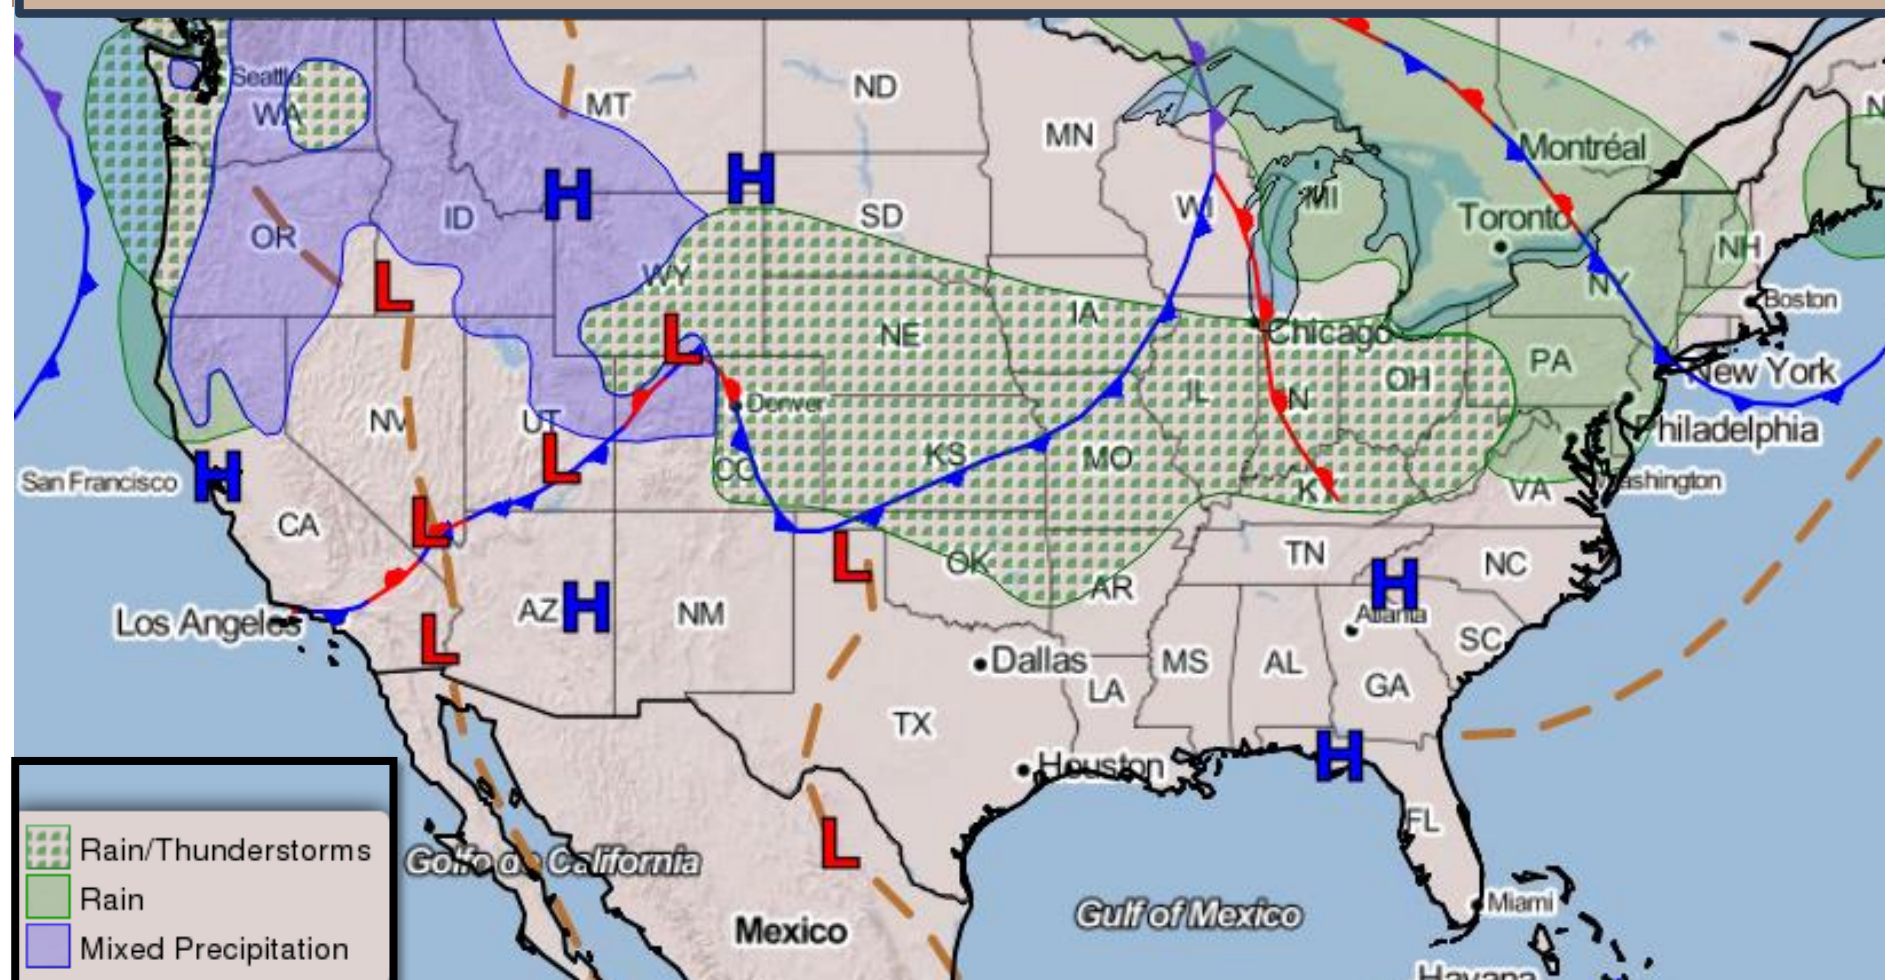 Seattle
WA
MT
ND
MN
Montréal
OR
ID
SD
WI
MI
Toronto
NH
H
H
WY
NY
L
Boston
IA
NE
Chicago
L
PA
OH
IL
New York
Denver
NV
UT
Philadelphia
KS
MO
L
CO
San Francisco
H
VA
Washington
KY
CA
L
TN
NC
L
OK
AR
H
AZ
H
NM
Atlanta
Los Angeles
SC
L
Dallas
MS
AL
GA
LA
TX
H
Houston
FL
L
Rain/Thunderstorms
Golfo de California
Rain
Miami
Gulf of Mexico
Mexico
Mixed Precipitation
Havana